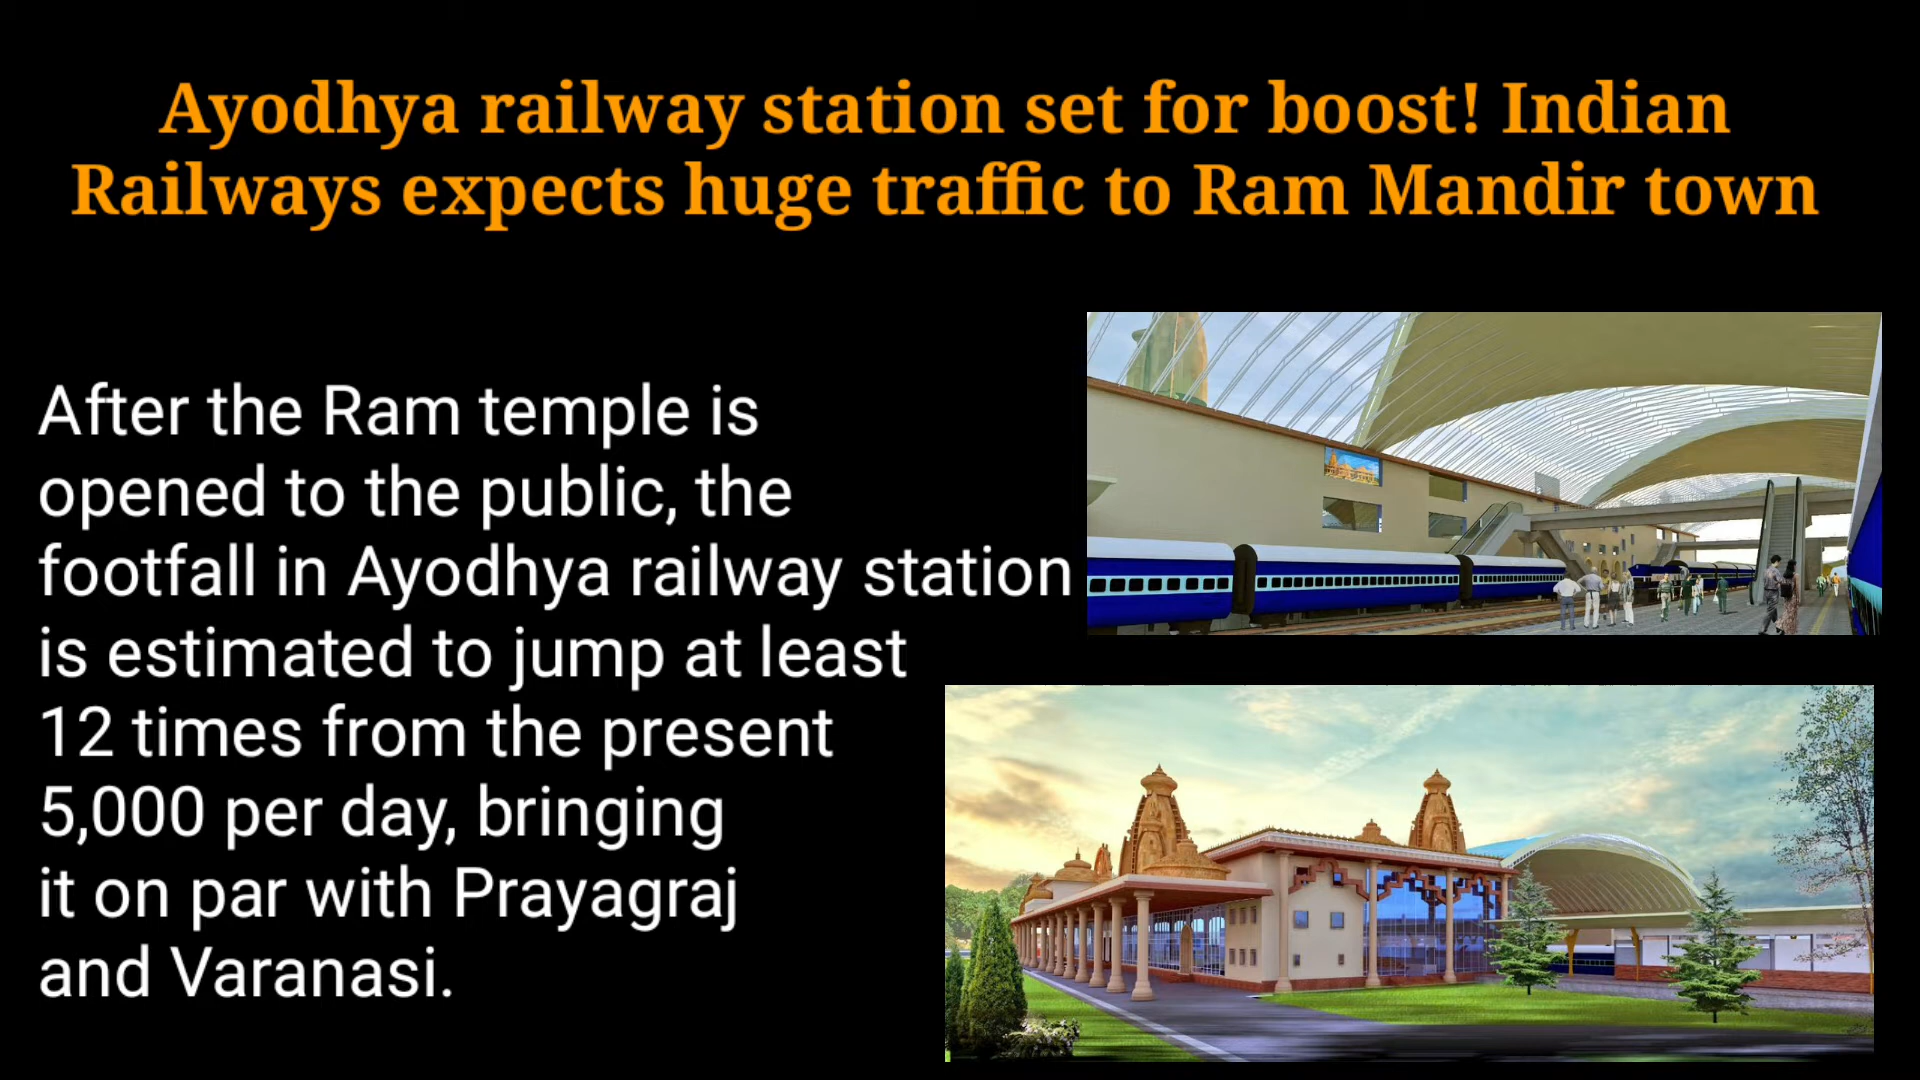 Ayodhya railway station set for boost! Indian
Railways expects huge traffic to Ram Mandir town
After the Ram temple is
opened to the public, the
footfall in Ayodhya railway station
is estimated to jump at least
12 times from the present
5,000 per day, bringing
it on par with Prayagraj
and Varanasi.